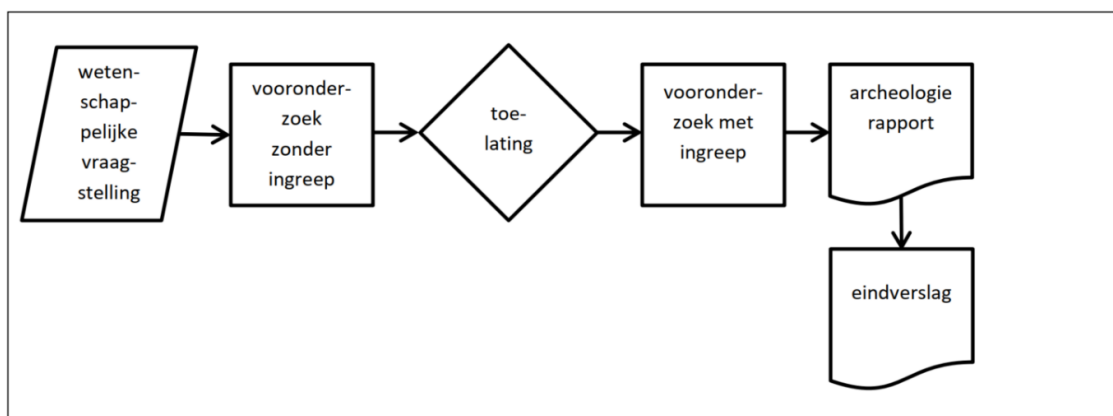 weten-
schap-
pelijke
vraag-
stelling
vooronder-
zoek
zonder
ingreep
toe-
lating
vooronder-
zoek met
ingreep
archeologie
rapport
eindverslag